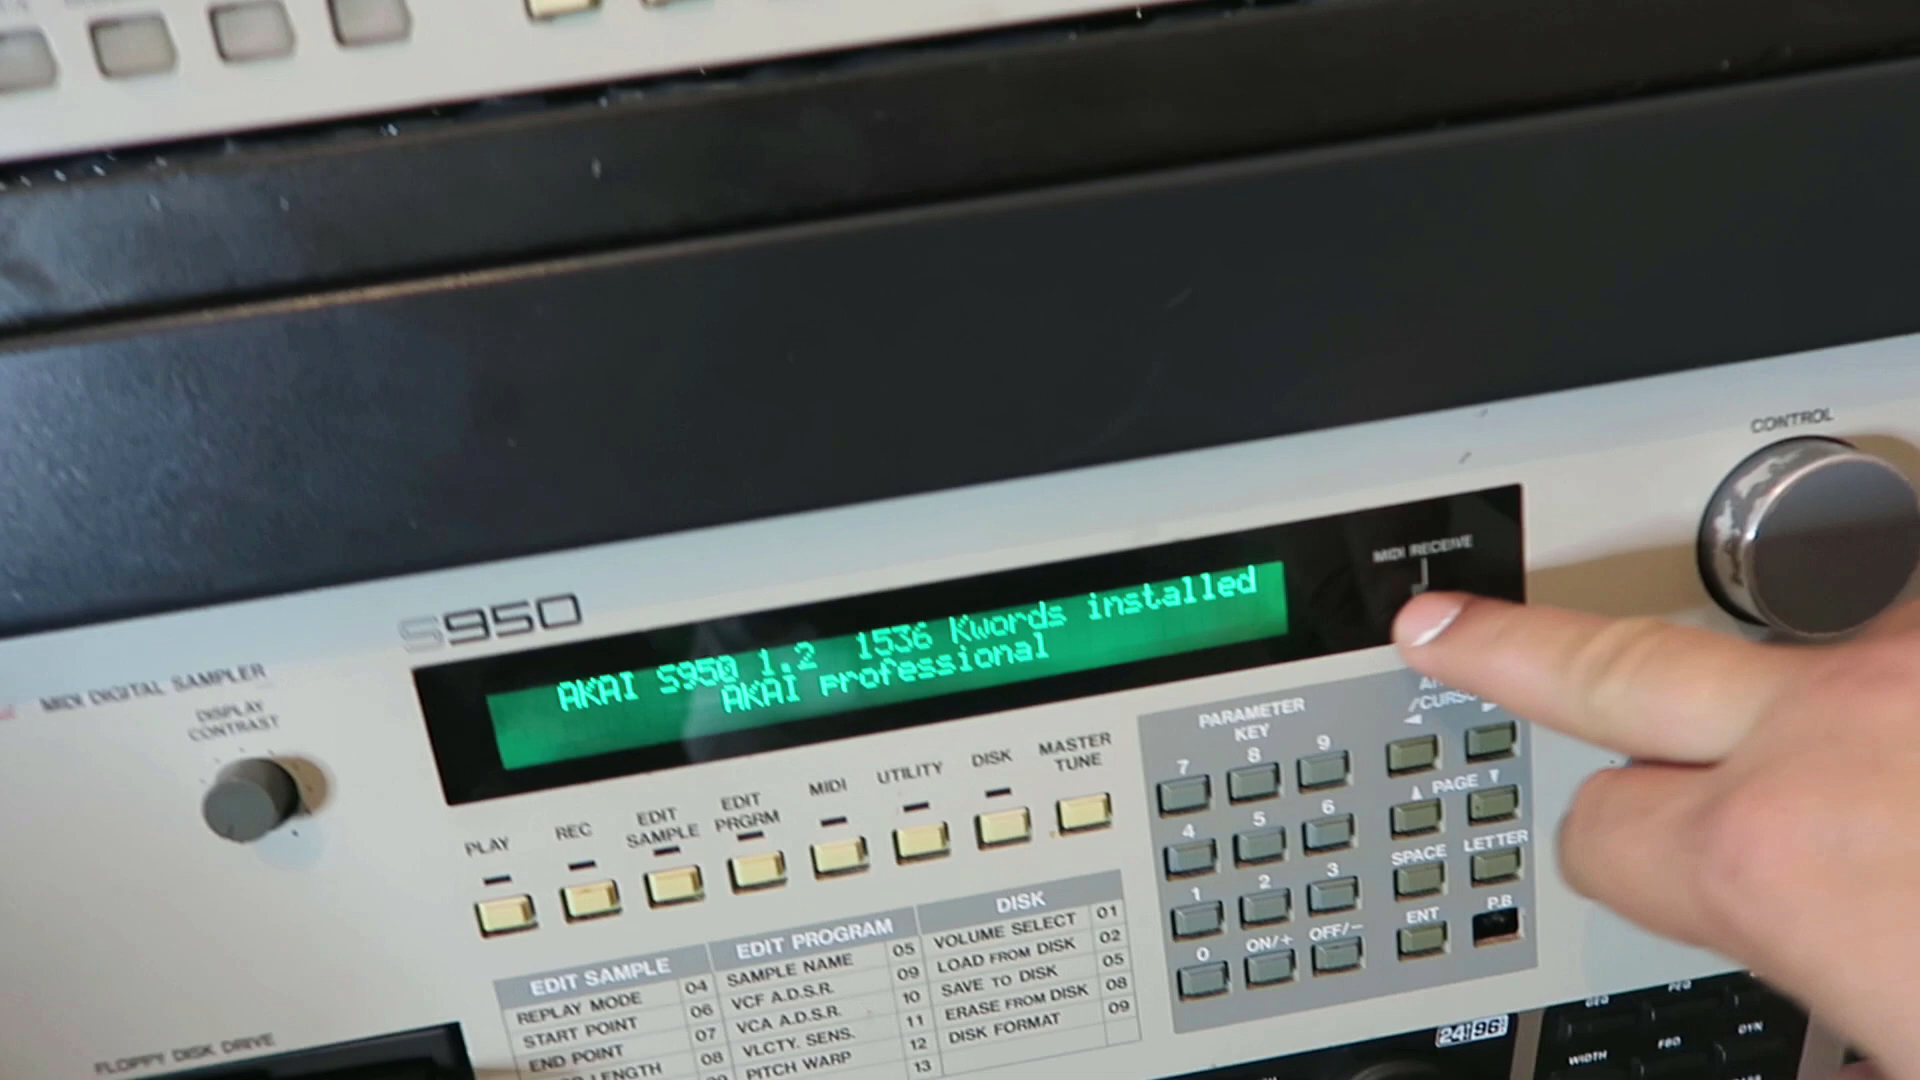 CONTROL
MIDI RECEIVE
S950
AKAI S950 1.2 1536 Kwords installed
AKAI professional
MIDI DIGITAL SAMPLER
DISPLAY
CONTRAST
PLAY
REC
EDIT
SAMPLE
EDIT
PRGRM
MIDI
UTILITY
DISK
MASTER
TUNE
PARAMETER
KEY
7 8 9
4 5 6
1 2 3
0 ON/+ OFF/-
PAGE
SPACE LETTER
ENT P.B
EDIT SAMPLE
REPLAY MODE 04
START POINT 06
END POINT 07
LENGTH 08
EDIT PROGRAM
SAMPLE NAME 05
VCF A.D.S.R. 09
VCA A.D.S.R. 10
VLCTY. SENS. 11
PITCH WARP 12
13
DISK
VOLUME SELECT 01
LOAD FROM DISK 02
SAVE TO DISK 05
ERASE FROM DISK 08
DISK FORMAT 09
FLOPPY DISK DRIVE
24|96
WIDTH
DYN